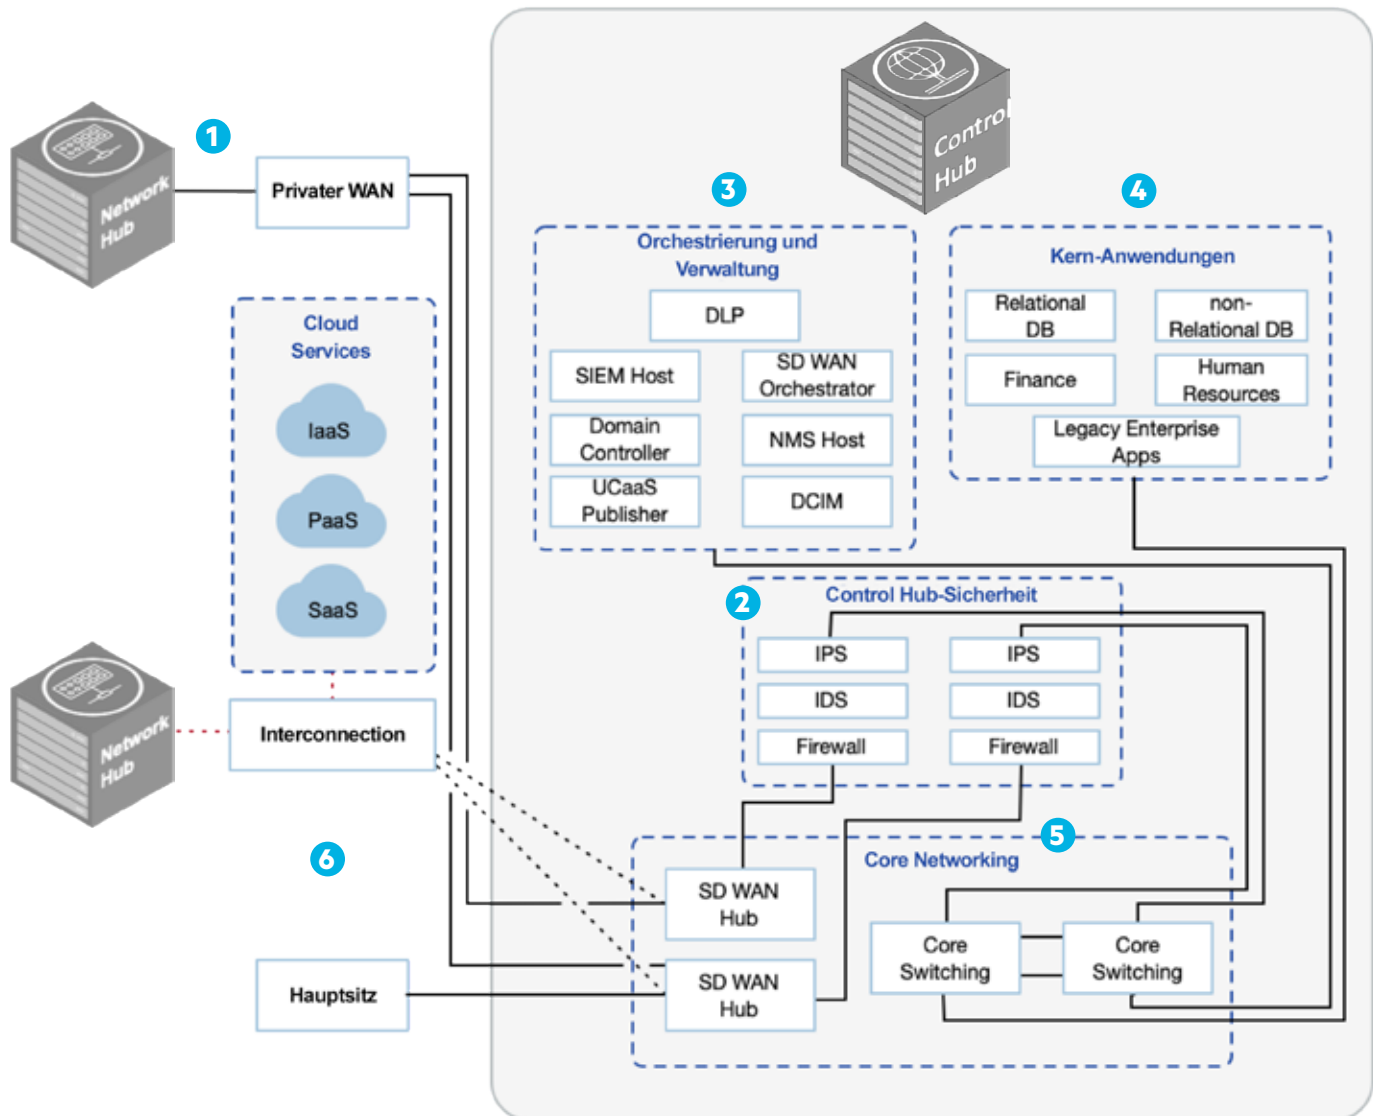 Control
Hub
1
Network
Hub
Privater WAN
3
4
Orchestrierung und
Verwaltung
DLP
SIEM Host
SD WAN
Orchestrator
Domain
Controller
NMS Host
UCaaS
Publisher
DCIM
Kern-Anwendungen
Relational
DB
non-
Relational DB
Finance
Human
Resources
Legacy Enterprise
Apps
Cloud
Services
IaaS
PaaS
SaaS
2
Control Hub-Sicherheit
IPS
IPS
IDS
IDS
Firewall
Firewall
Network
Hub
Interconnection
6
5
Core Networking
SD WAN
Hub
SD WAN
Hub
Core
Switching
Core
Switching
Hauptsitz